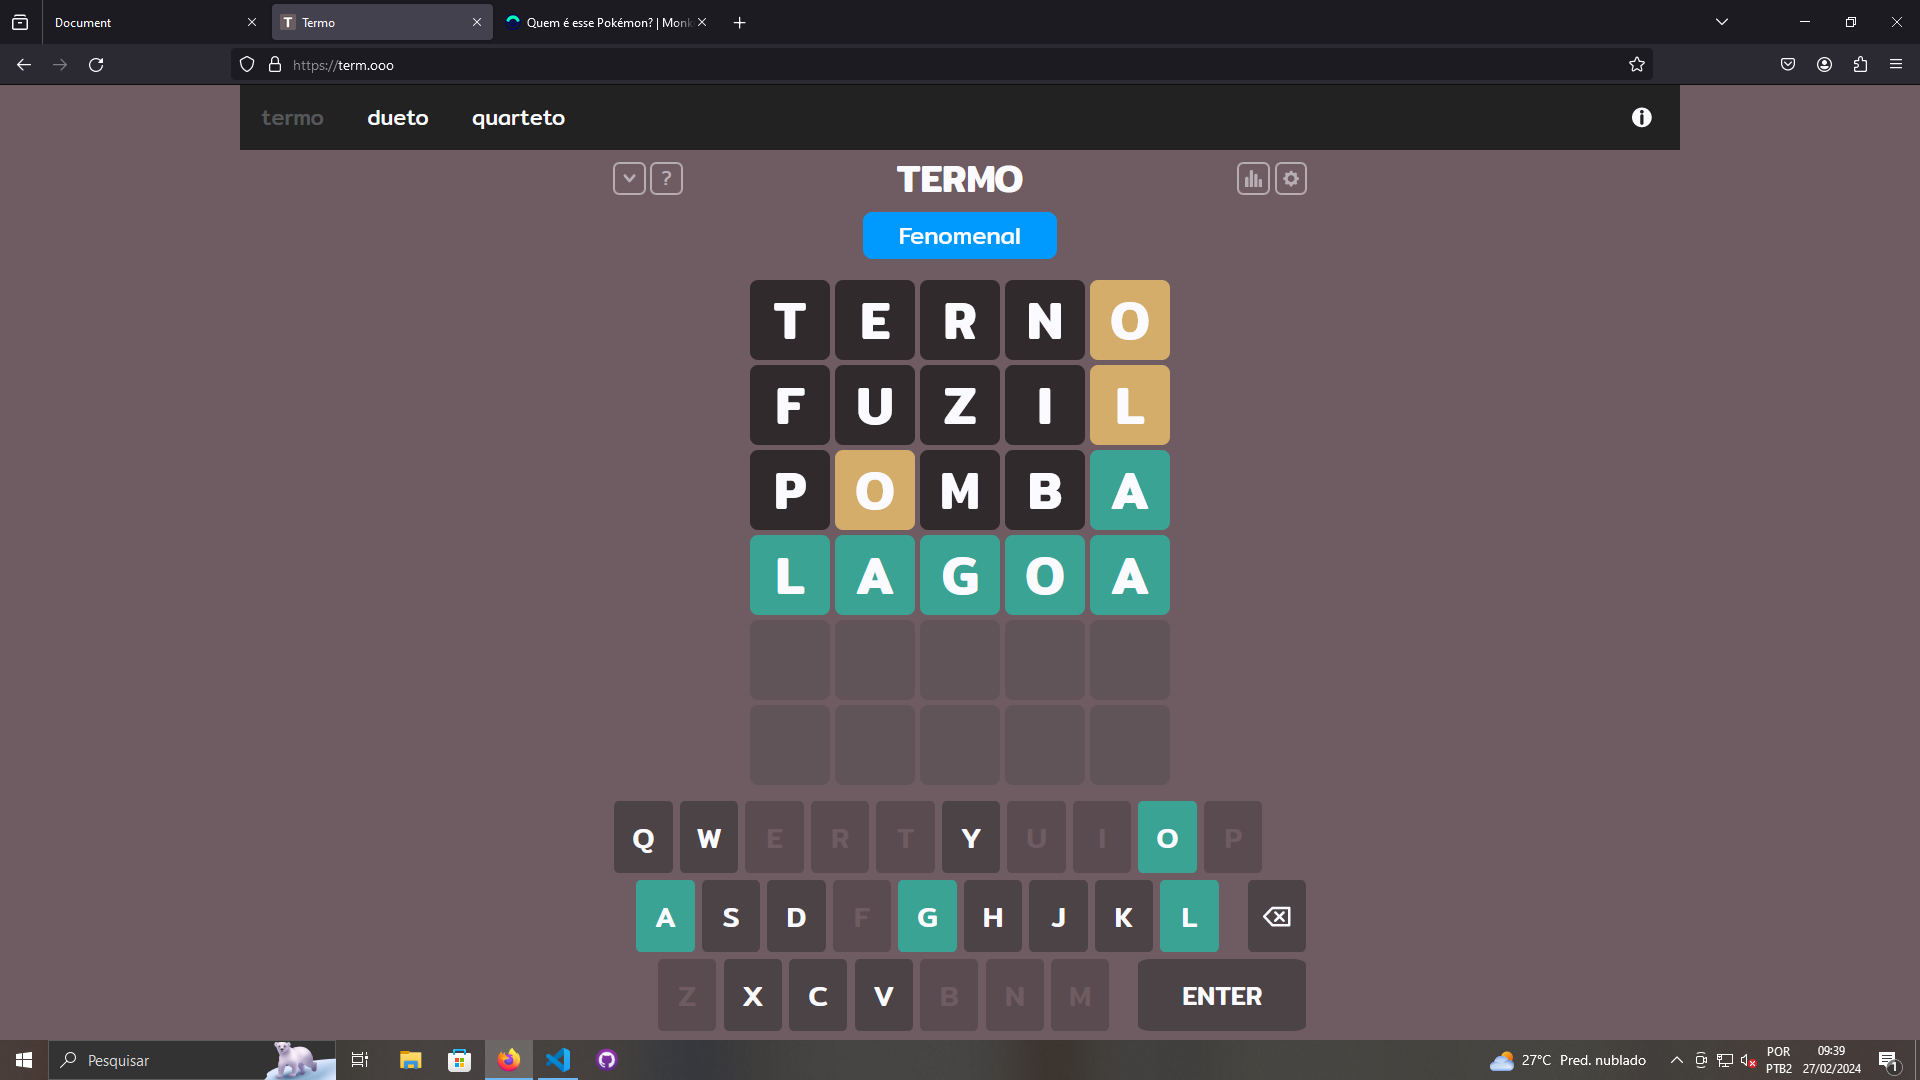 Document
Termo
Quem é esse Pokémon? | Monk
https://term.ooo
termo dueto quarteto
? TERMO
Fenomenal
T E R N O
F U Z I L
P O M B A
L A G O A
Q W E R T Y U I O P
A S D F G H J K L
Z X C V B N M ENTER
Pesquisar
27°C Pred. nublado
POR
PTB2
09:39
27/02/2024
1